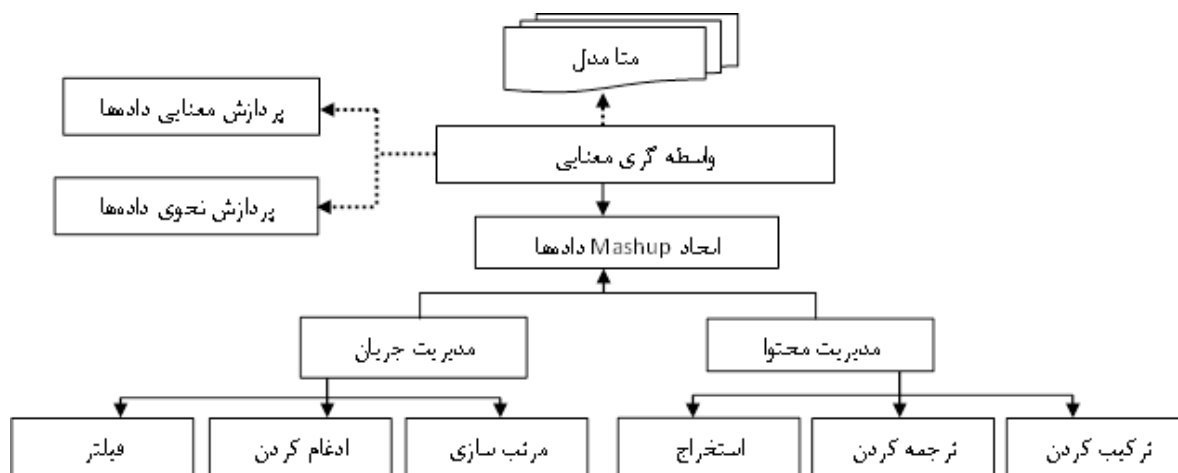 متا مدل
پردازش معنایی داده‌ها
واسطه گری معنایی
پردازش نحوی داده‌ها
ایجاد Mashup داده‌ها
مدیریت محتوا
مدیریت جریان
ترکیب کردن
ترجمه کردن
استخراج
مرتب سازی
ادغام کردن
فیلتر